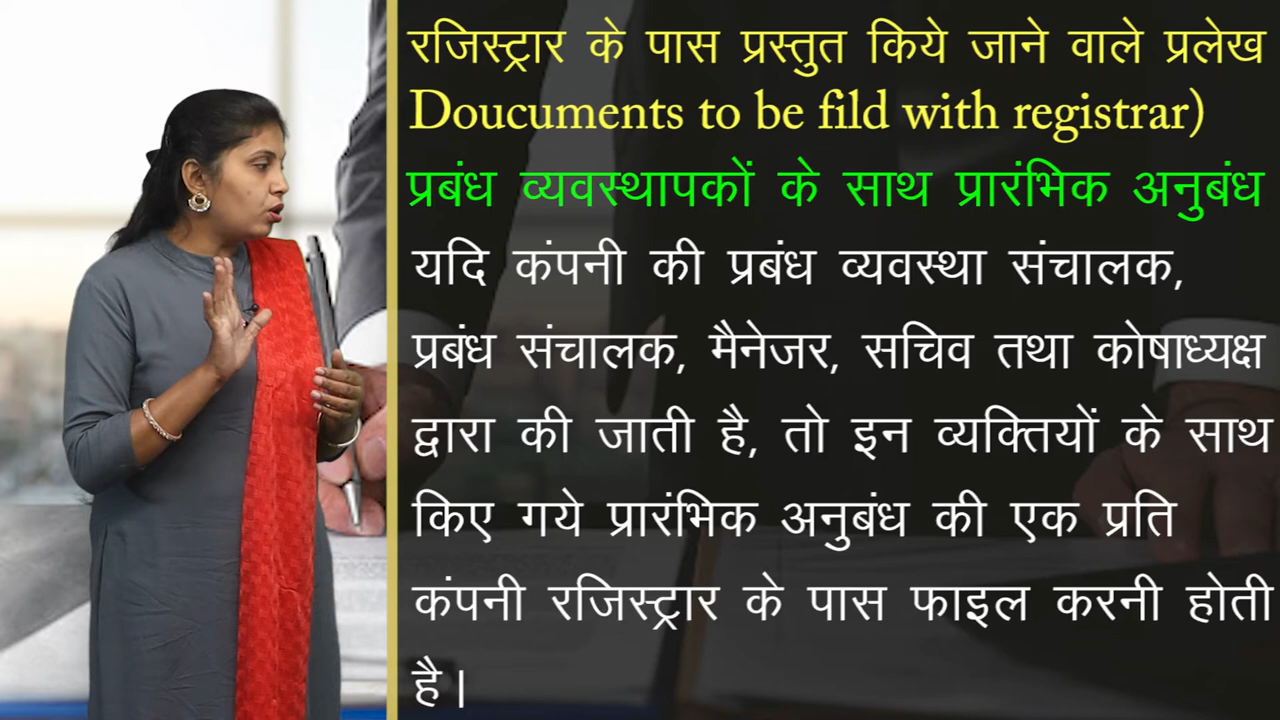 रजिस्ट्रार के पास प्रस्तुत किये जाने वाले प्रलेख
Doucuments to be fild with registrar)
प्रबंध व्यवस्थापकों के साथ प्रारंभिक अनुबंध
यदि कंपनी की प्रबंध व्यवस्था संचालक,
प्रबंध संचालक, मैनेजर, सचिव तथा कोषाध्यक्ष
द्वारा की जाती है, तो इन व्यक्तियों के साथ
किए गये प्रारंभिक अनुबंध की एक प्रति
कंपनी रजिस्ट्रार के पास फाइल करनी होती
है।